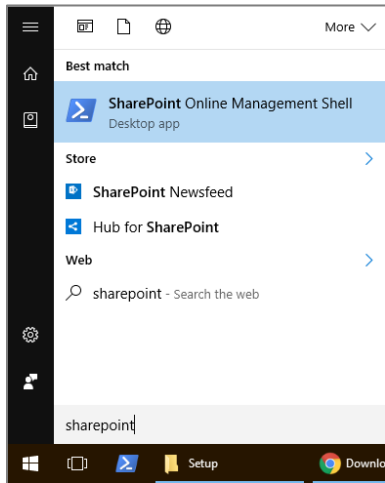 More
Best match
SharePoint Online Management Shell
Desktop app
Store
SharePoint Newsfeed
Hub for SharePoint
Web
sharepoint - Search the web
sharepoint
Setup
Downlo